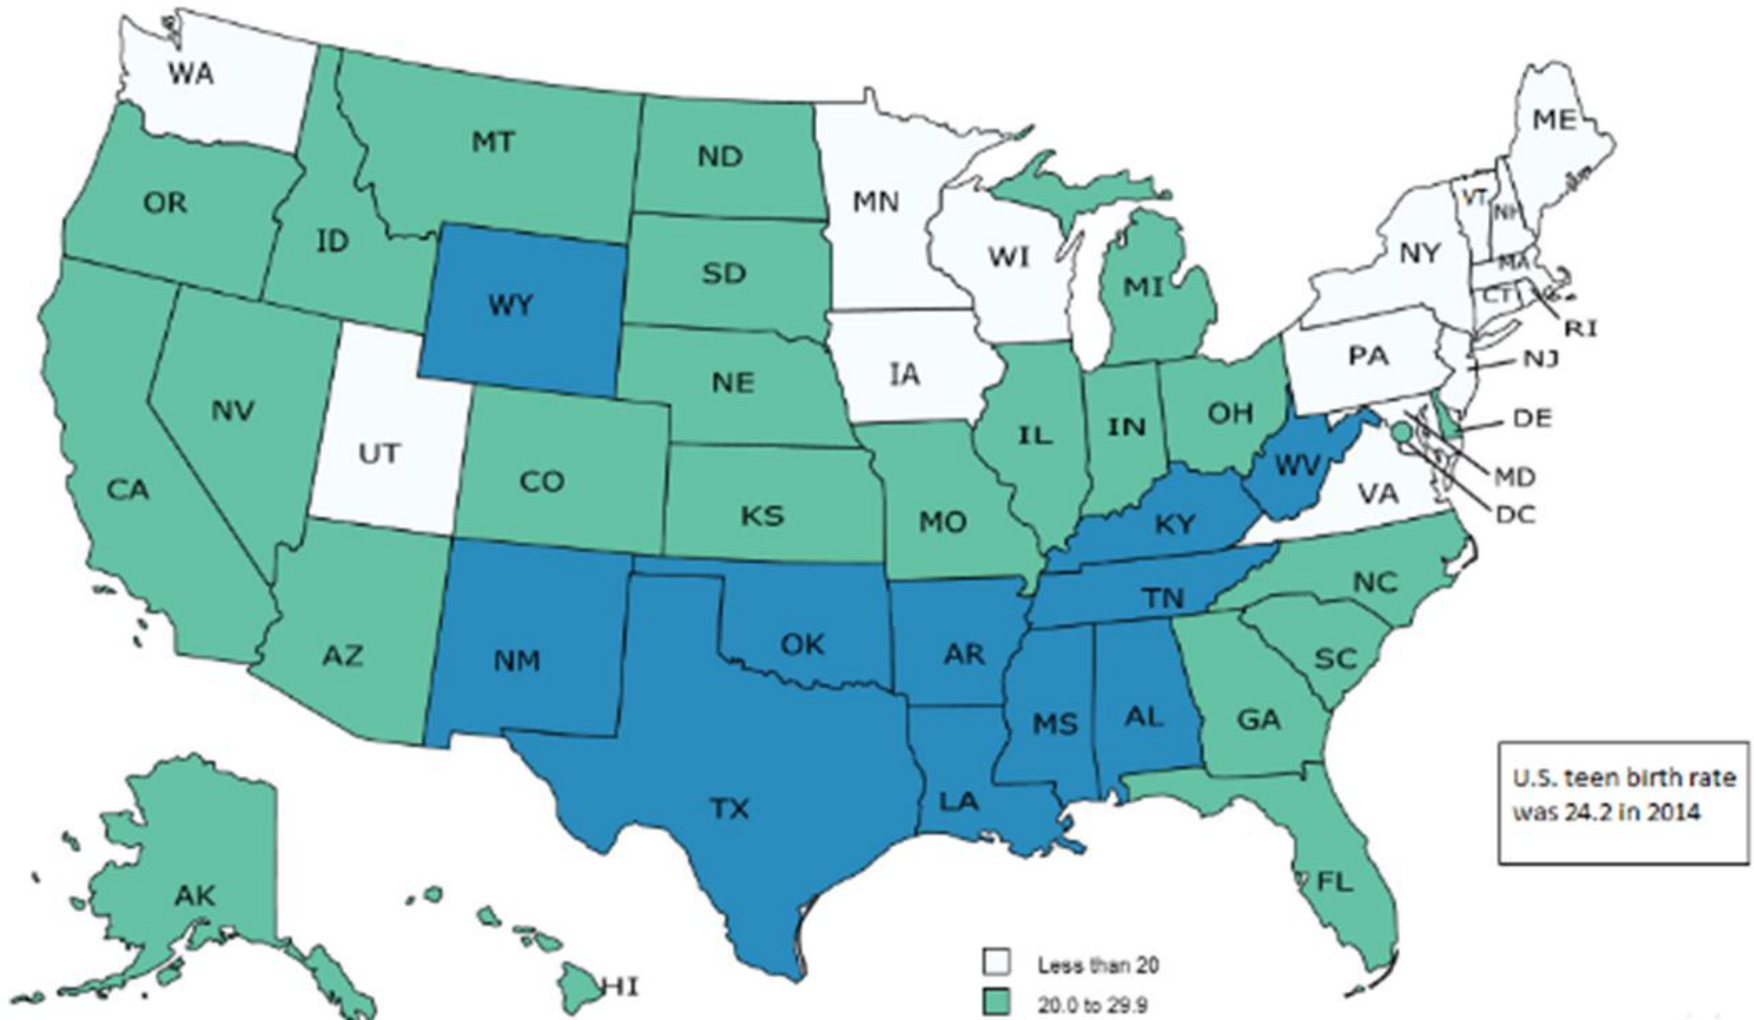 WA
MT
ND
MN
ME
OR
ID
SD
WI
MI
NY
VT
NH
MA
CT
RI
WY
NE
IA
PA
NJ
NV
UT
CO
IL
IN
OH
DE
CA
KS
MO
WV
VA
MD
DC
KY
AZ
NM
OK
AR
TN
NC
SC
MS
AL
GA
TX
LA
FL
AK
HI
U.S. teen birth rate
was 24.2 in 2014
Less than 20
20.0 to 29.9